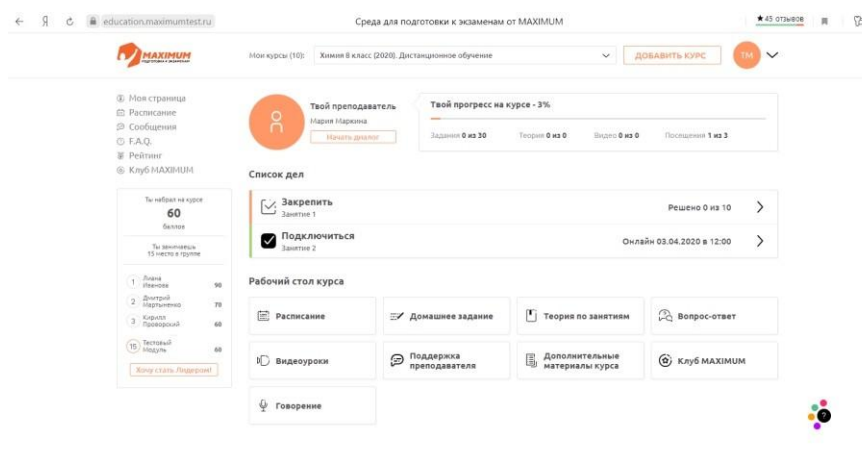 education.maximumtest.ru
Среда для подготовки к экзаменам от MAXIMUM
★45 отзывов
MAXIMUM
Мои курсы (10):
Химия 8 класс (2020). Дистанционное обучение
ДОБАВИТЬ КУРС
ТМ
Моя страница
Расписание
Сообщения
F.A.Q.
Рейтинг
Клуб MAXIMUM
Твой преподаватель
Мария Маркина
Начать диалог
Твой прогресс на курсе - 3%
Задания 0 из 30
Теория 0 из 0
Видео 0 из 0
Посещения 1 из 3
Список дел
Закрепить
Занятие 1
Решено 0 из 10
Подключиться
Занятие 2
Онлайн 03.04.2020 в 12:00
Ты набрал на курсе
60
баллов
Ты занимаешь
15 место в группе
1
Лиана
Иванова
90
2
Дмитрий
Мартыненко
70
3
Кирилл
60
15
Тестовый
Модуль
60
Хочу стать Лидером!
Рабочий стол курса
Расписание
Домашнее задание
Теория по занятиям
Вопрос-ответ
Видеоуроки
Поддержка
преподавателя
Дополнительные
материалы курса
Клуб MAXIMUM
Говорение
?